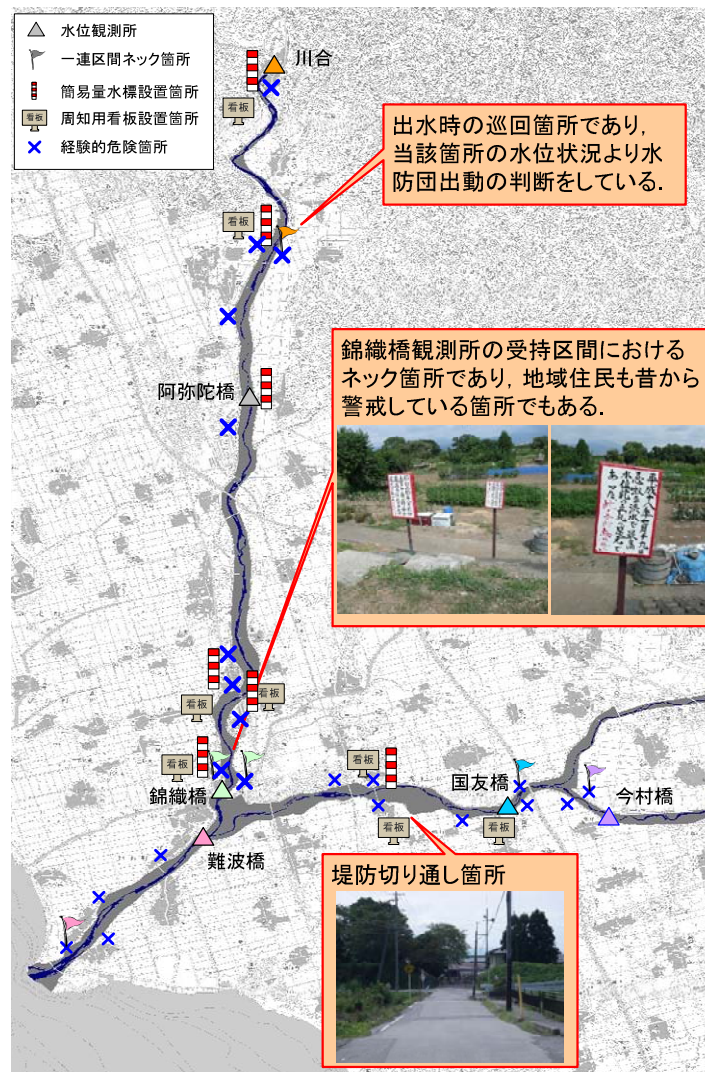 水位観測所
一連区間ネック箇所
簡易量水標設置箇所
看板
周知用看板設置箇所
経験的危険箇所
川合
看板
出水時の巡回箇所であり,
当該箇所の水位状況より水
防団出動の判断をしている.
看板
錦織橋観測所の受持区間における
ネック箇所であり, 地域住民も昔から
警戒している箇所でもある.
阿弥陀橋
看板
看板
看板
錦織橋
看板
国友橋
今村橋
看板
看板
難波橋
堤防切り通し箇所